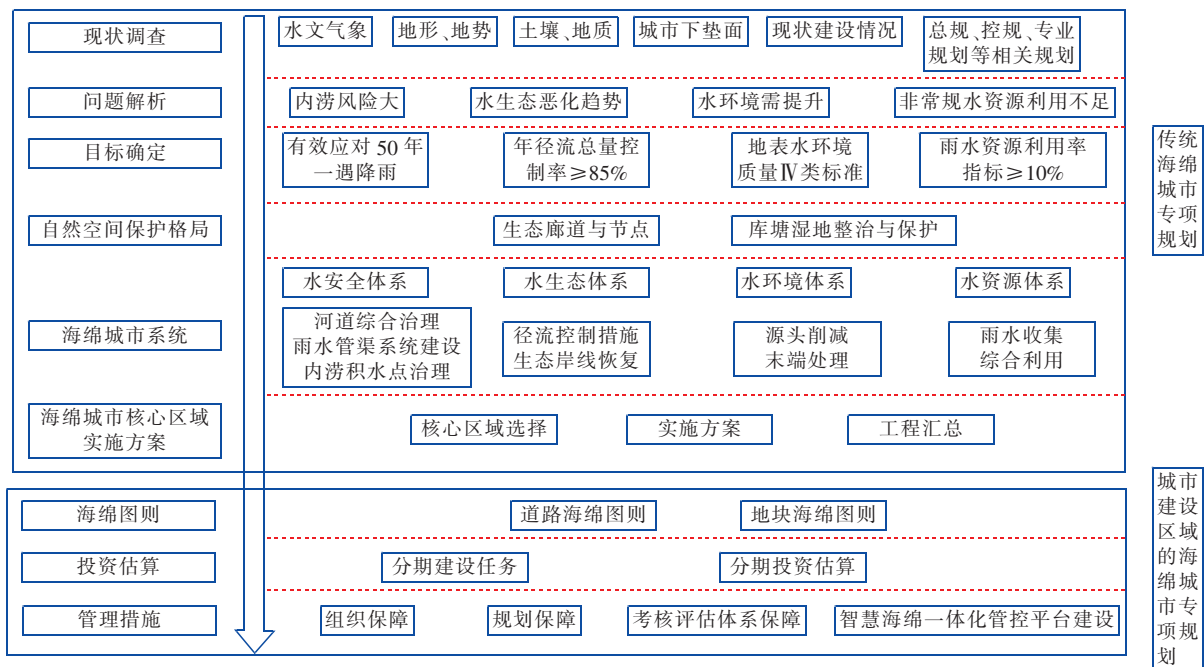 现状调查
水文气象
地形、地势
土壤、地质
城市下垫面
现状建设情况
总规、控规、专业
规划等相关规划
问题解析
内涝风险大
水生态恶化趋势
水环境需提升
非常规水资源利用不足
目标确定
有效应对 50 年
一遇降雨
年径流总量控
制率≥85%
地表水环境
质量Ⅳ类标准
雨水资源利用率
指标≥10%
自然空间保护格局
生态廊道与节点
库塘湿地整治与保护
海绵城市系统
水安全体系
水生态体系
水环境体系
水资源体系
河道综合治理
雨水管渠系统建设
内涝积水点治理
径流控制措施
生态岸线恢复
源头削减
末端处理
雨水收集
综合利用
海绵城市核心区域
实施方案
核心区域选择
实施方案
工程汇总
传统
海绵
城市
专项
规划
海绵图则
道路海绵图则
地块海绵图则
投资估算
分期建设任务
分期投资估算
管理措施
组织保障
规划保障
考核评估体系保障
智慧海绵一体化管控平台建设
城市
建设
区域
的海
绵城
市专
项规
划